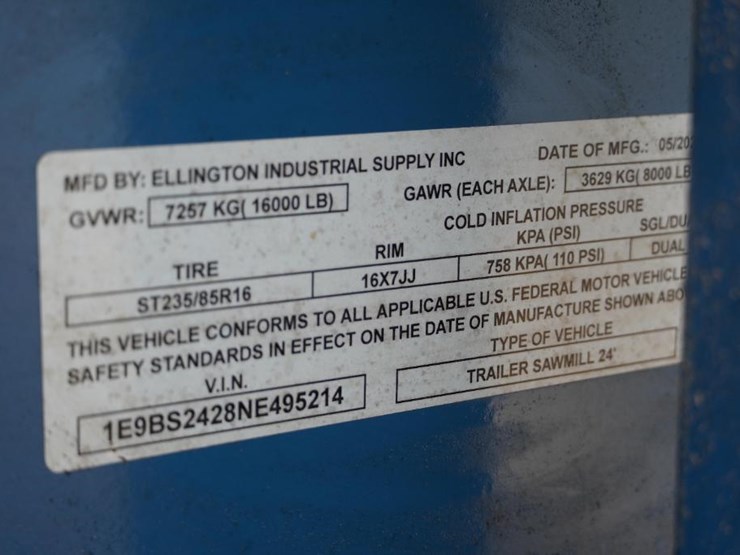 MFD BY: ELLINGTON INDUSTRIAL SUPPLY INC DATE OF MFG.: 05/20
GVWR: 7257 KG( 16000 LB) GAWR (EACH AXLE): 3629 KG( 8000 LB
COLD INFLATION PRESSURE
TIRE RIM KPA (PSI) SGL/DU
ST235/85R16 16X7JJ 758 KPA( 110 PSI) DUAL
THIS VEHICLE CONFORMS TO ALL APPLICABLE U.S. FEDERAL MOTOR VEHICLE
SAFETY STANDARDS IN EFFECT ON THE DATE OF MANUFACTURE SHOWN ABO
V.I.N. TYPE OF VEHICLE
1E9BS2428NE495214 TRAILER SAWMILL 24'